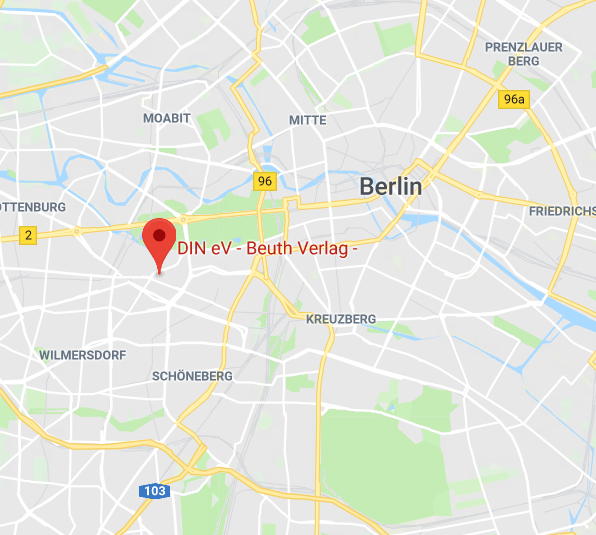 PRENZLAUER
BERG
96a
MOABIT
MITTE
96
Berlin
OTTENBURG
FRIEDRICHS
2
DIN eV - Beuth Verlag -
KREUZBERG
WILMERSDORF
SCHÖNEBERG
103